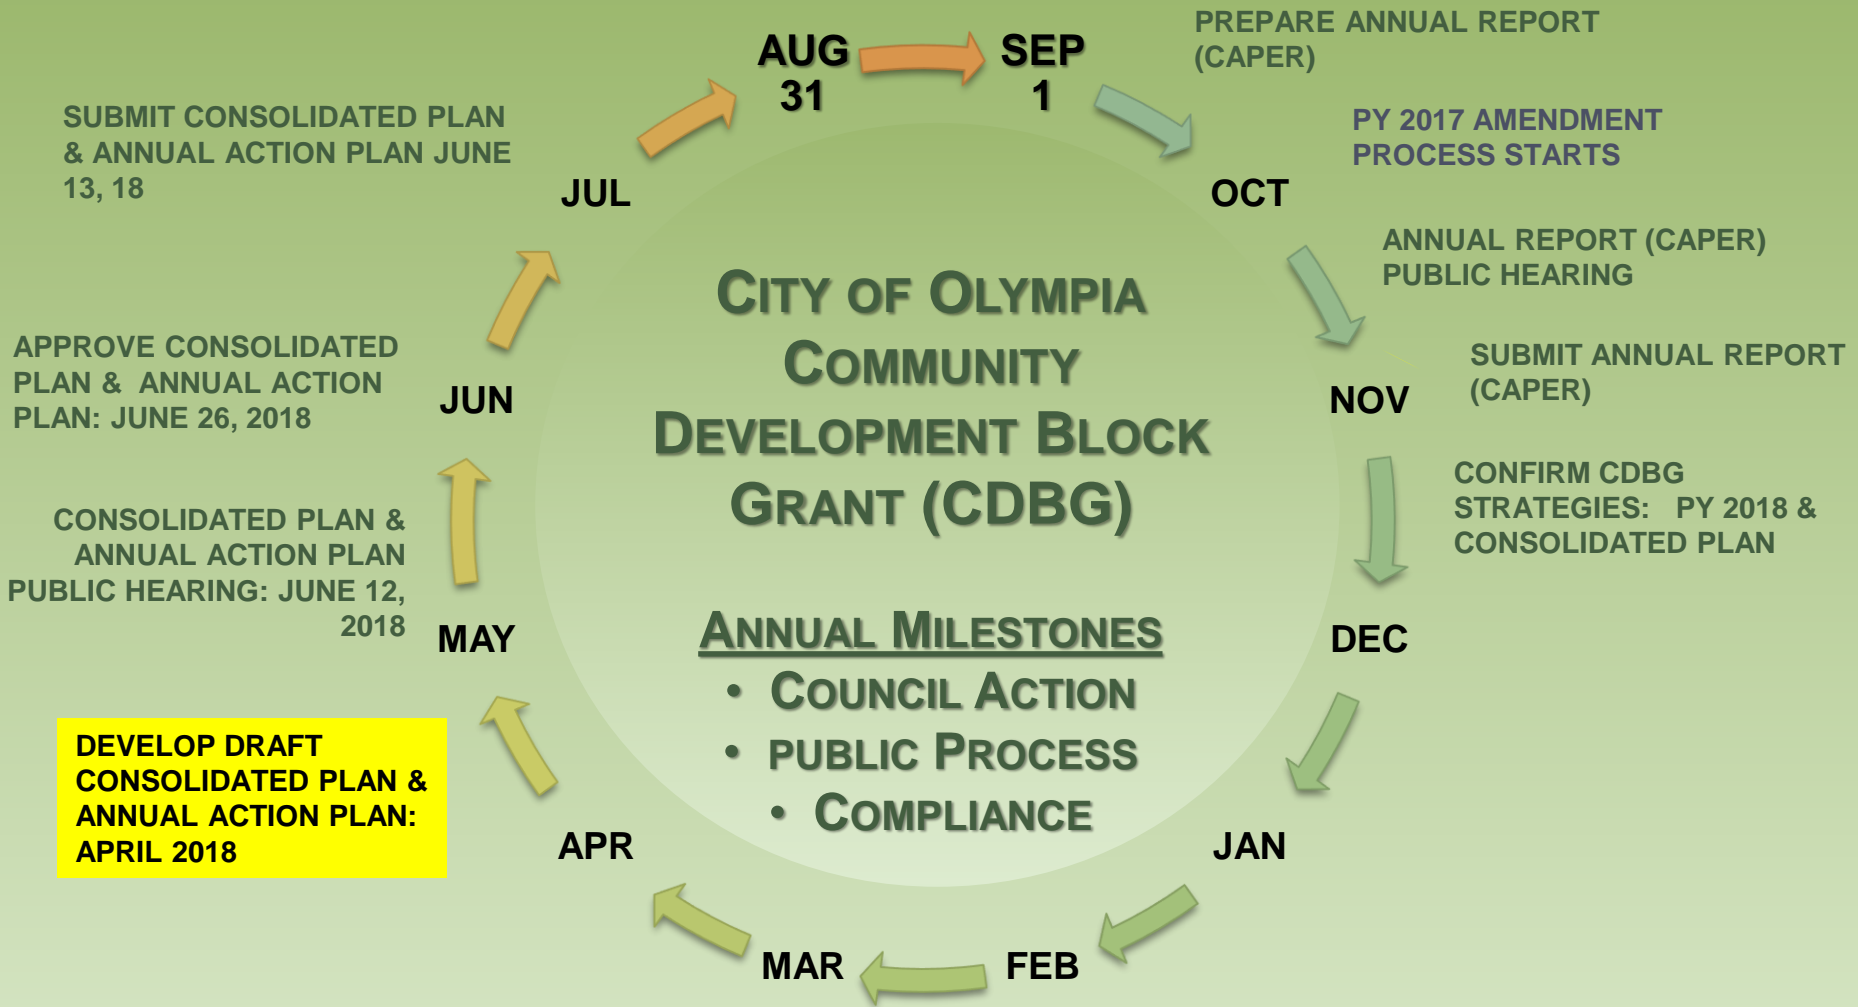 CITY OF OLYMPIA
COMMUNITY
DEVELOPMENT BLOCK
GRANT (CDBG)
ANNUAL MILESTONES
• COUNCIL ACTION
• PUBLIC PROCESS
• COMPLIANCE
AUG
31
SEP
1
PREPARE ANNUAL REPORT
(CAPER)
OCT
PY 2017 AMENDMENT
PROCESS STARTS
ANNUAL REPORT (CAPER)
PUBLIC HEARING
NOV
SUBMIT ANNUAL REPORT
(CAPER)
CONFIRM CDBG
STRATEGIES: PY 2018 &
CONSOLIDATED PLAN
DEC
JAN
FEB
MAR
APR
DEVELOP DRAFT
CONSOLIDATED PLAN &
ANNUAL ACTION PLAN:
APRIL 2018
MAY
CONSOLIDATED PLAN &
ANNUAL ACTION PLAN
PUBLIC HEARING: JUNE 12,
2018
JUN
APPROVE CONSOLIDATED
PLAN & ANNUAL ACTION
PLAN: JUNE 26, 2018
JUL
SUBMIT CONSOLIDATED PLAN
& ANNUAL ACTION PLAN JUNE
13, 18